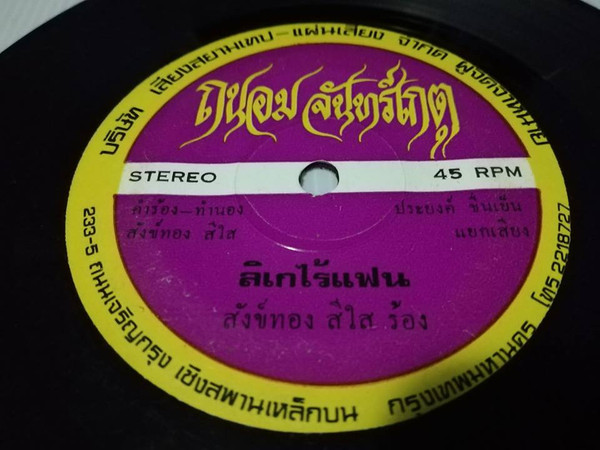 บริษัท เสียงสยามเทป-แผ่นเสียง จำกัด ผู้จัดจำหน่าย
ถนอม จันทร์เกตุ
STEREO
45 RPM
คำร้อง-ทำนอง
สังข์ทอง สีใส
ประยงค์ ชื่นเย็น
แยกเสียง
ลิเกไร้แฟน
สังข์ทอง สีใส ร้อง
233-5 ถนนเจริญกรุง เชิงสพานเหล็กบน กรุงเทพมหานคร โทร 2218727